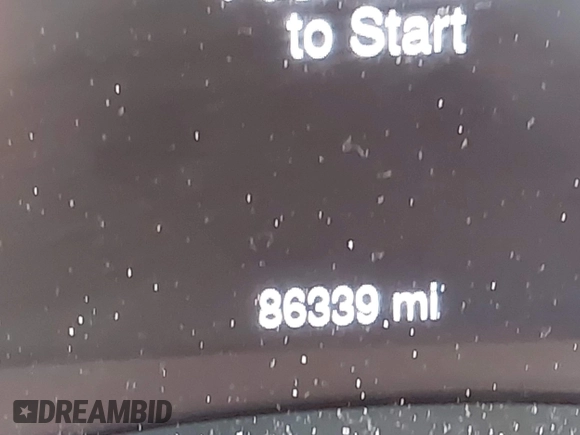 to Start
86339 mi
DREAMBID